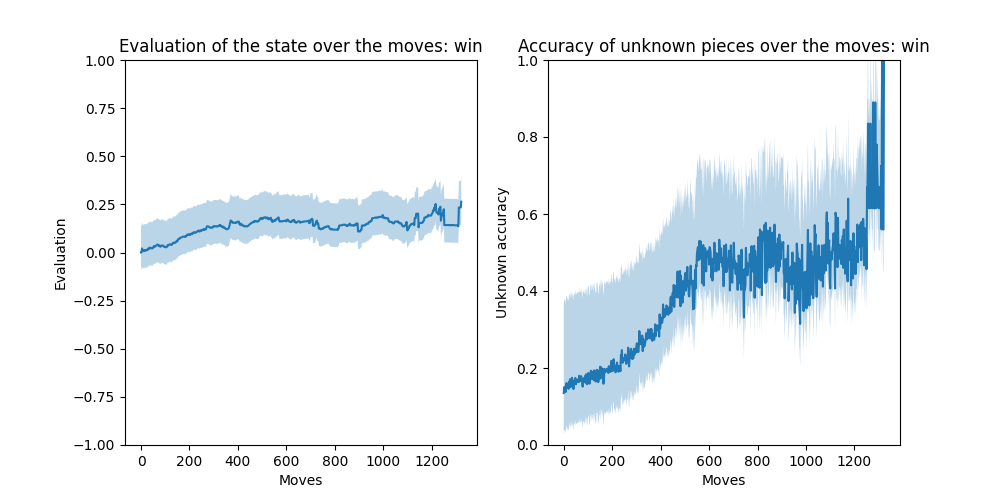 Evaluation of the state over the moves: win
1.00
0.75
0.50
0.25
0.00
−0.25
−0.50
−0.75
−1.00
Evaluation
0 200 400 600 800 1000 1200
Moves
Accuracy of unknown pieces over the moves: win
1.0
0.8
0.6
0.4
0.2
0.0
Unknown accuracy
0 200 400 600 800 1000 1200
Moves